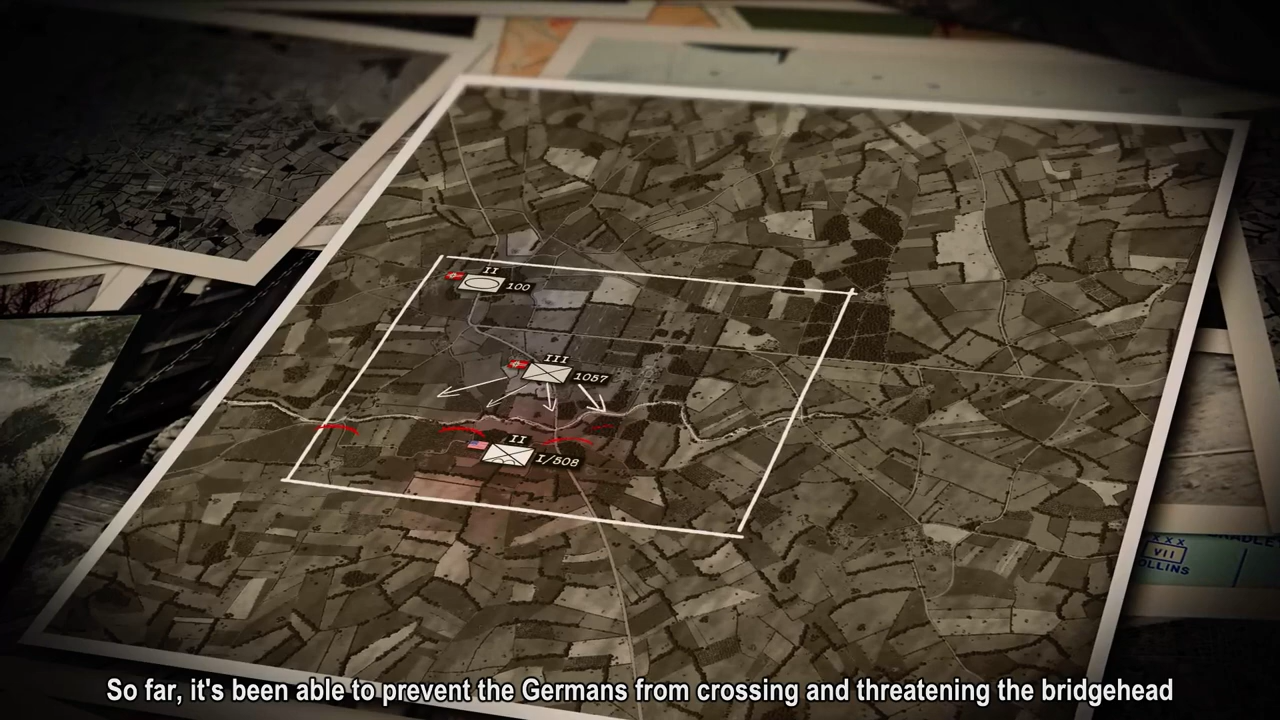 II
100
III
1057
II
I/508
XXX
VII
OLLINS
So far, it's been able to prevent the Germans from crossing and threatening the bridgehead